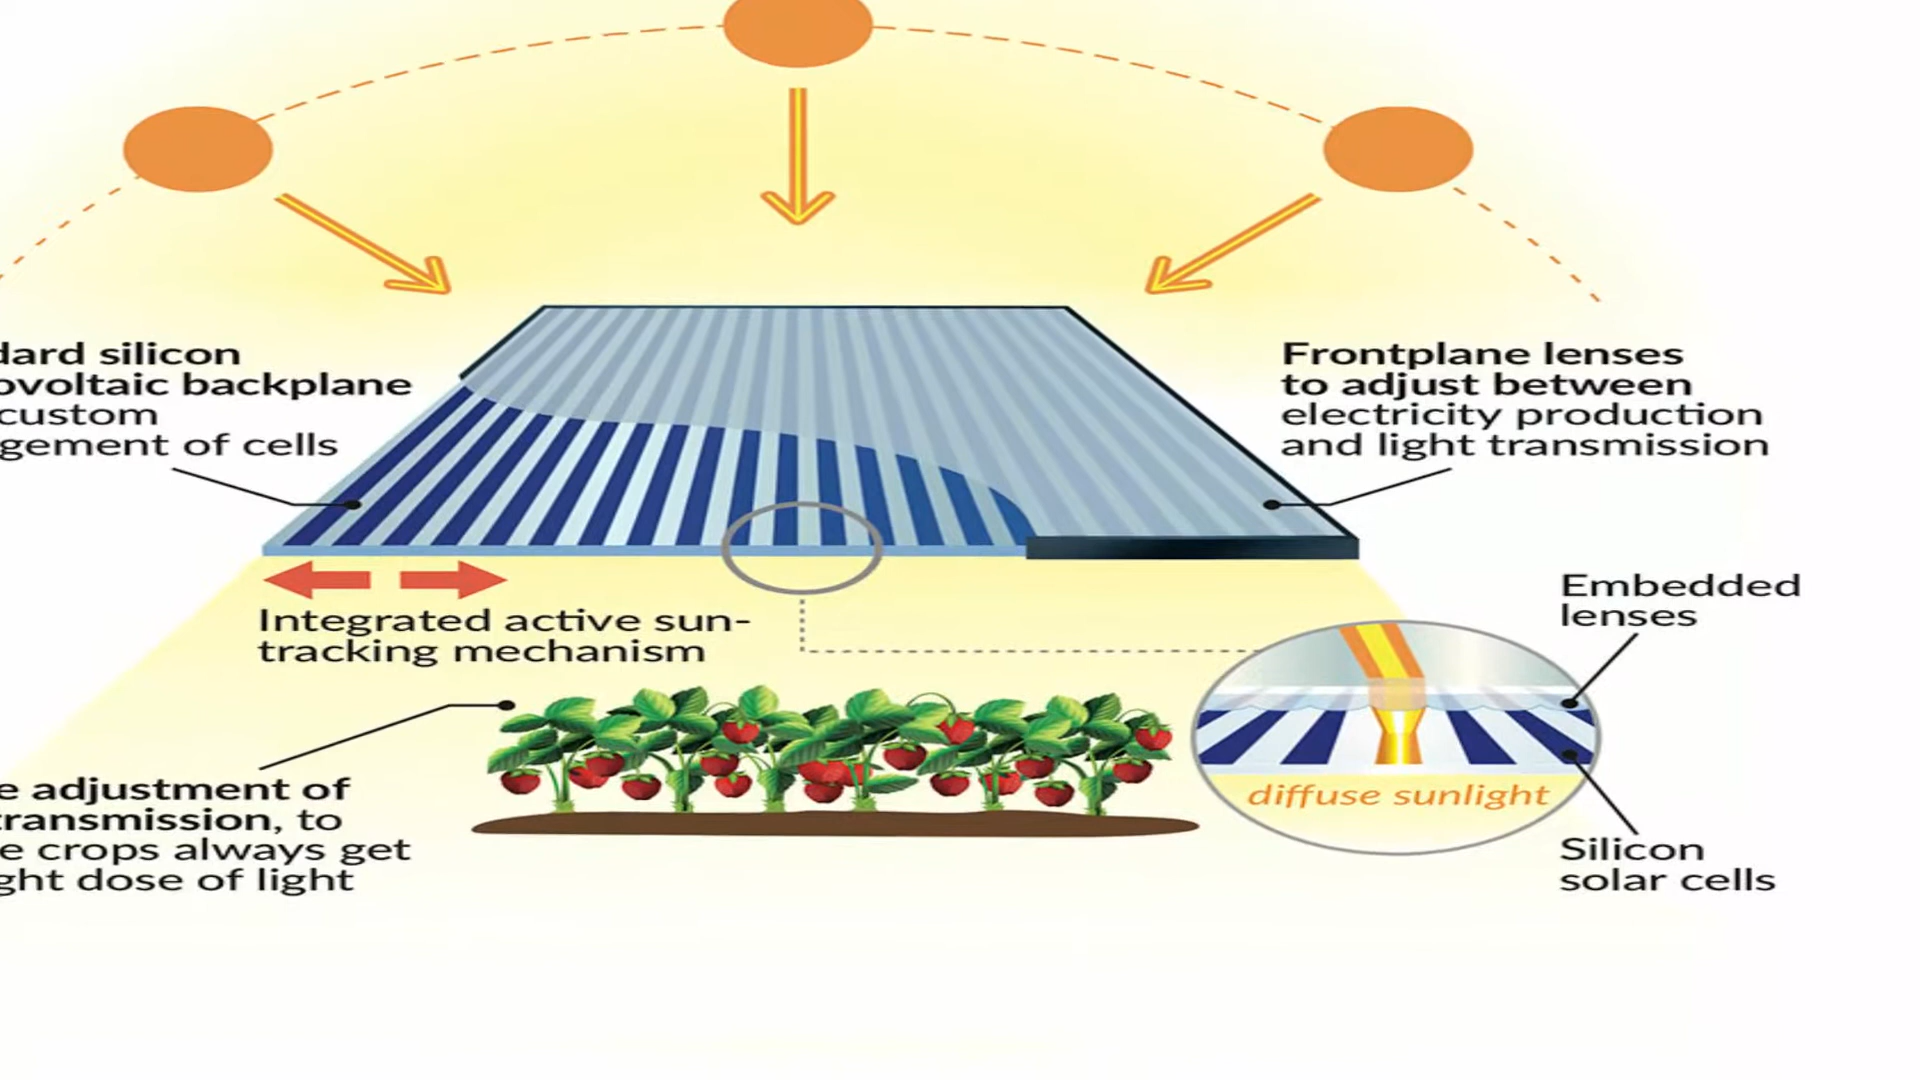 dard silicon
ovoltaic backplane
custom
gement of cells
Frontplane lenses
to adjust between
electricity production
and light transmission
Integrated active sun-
tracking mechanism
Embedded
lenses
e adjustment of
transmission, to
e crops always get
ght dose of light
diffuse sunlight
Silicon
solar cells